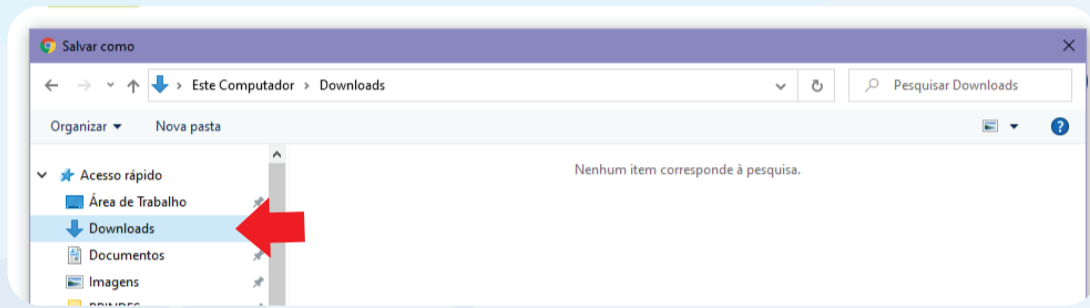 Salvar como
Este Computador > Downloads
Pesquisar Downloads
Organizar
Nova pasta
Nenhum item corresponde à pesquisa.
Acesso rápido
Área de Trabalho
Downloads
Documentos
Imagens